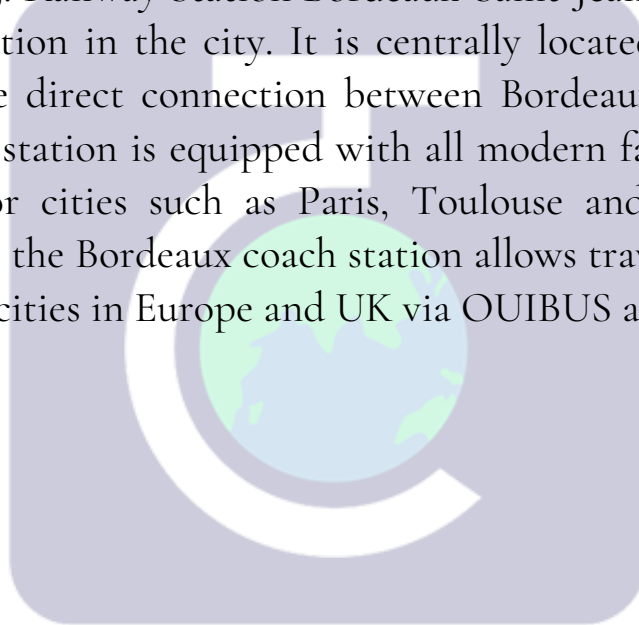 Railway Station Bordeaux Saint Jean
tion in the city. It is centrally located
e direct connection between Bordeau
station is equipped with all modern fa
or cities such as Paris, Toulouse and
the Bordeaux coach station allows trav
cities in Europe and UK via OUIBUS a